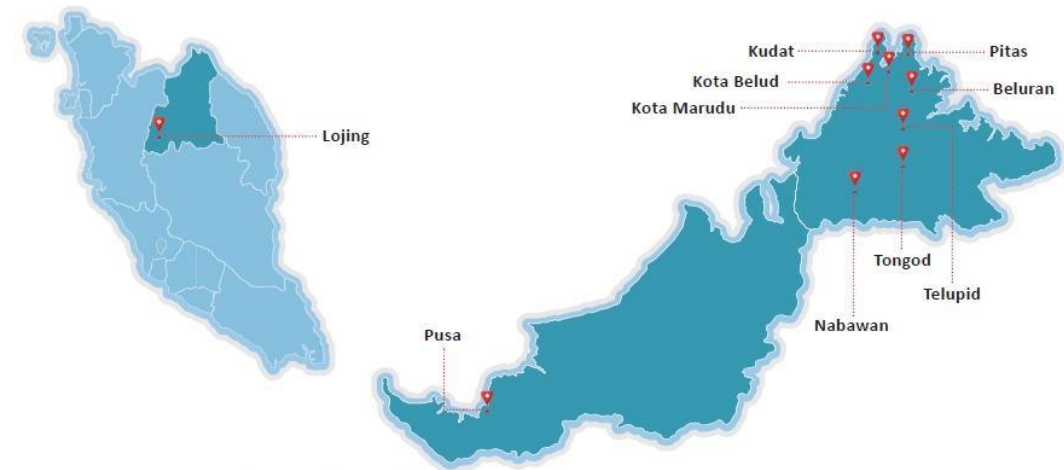 Lojing
Kudat
Pitas
Kota Belud
Beluran
Kota Marudu
Tongod
Telupid
Nabawan
Pusa